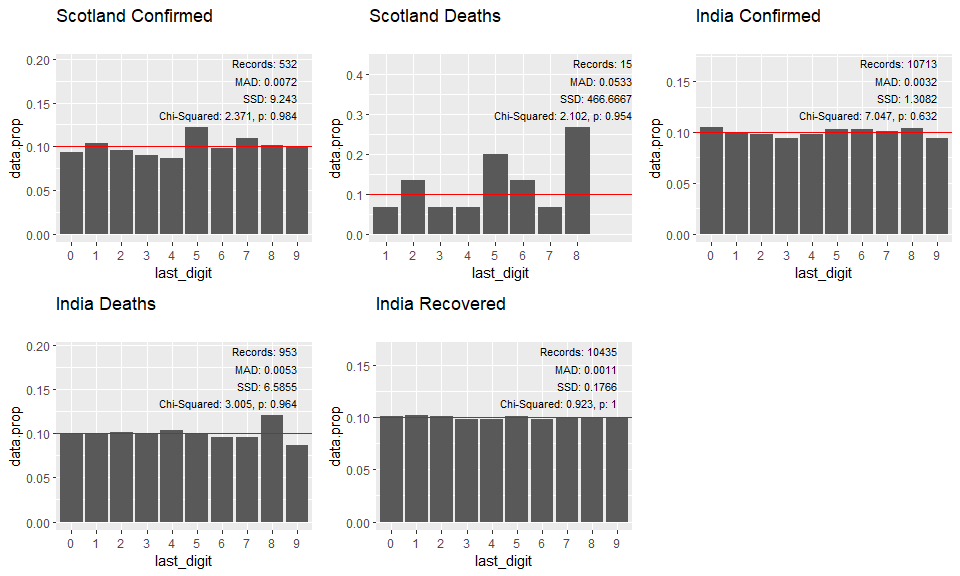 Scotland Confirmed
Records: 532
MAD: 0.0072
SSD: 9.243
Chi-Squared: 2.371, p: 0.984
0.20
0.15
0.10
0.05
0.00
data.prop
0 1 2 3 4 5 6 7 8 9
last_digit
Scotland Deaths
Records: 15
MAD: 0.0533
SSD: 466.6667
Chi-Squared: 2.102, p: 0.954
0.4
0.3
0.2
0.1
0.0
data.prop
1 2 3 4 5 6 7 8
last_digit
India Confirmed
Records: 10713
MAD: 0.0032
SSD: 1.3082
Chi-Squared: 7.047, p: 0.632
0.15
0.10
0.05
0.00
data.prop
0 1 2 3 4 5 6 7 8 9
last_digit
India Deaths
Records: 953
MAD: 0.0053
SSD: 6.5855
Chi-Squared: 3.005, p: 0.964
0.20
0.15
0.10
0.05
0.00
data.prop
0 1 2 3 4 5 6 7 8 9
last_digit
India Recovered
Records: 10435
MAD: 0.0011
SSD: 0.1766
Chi-Squared: 0.923, p: 1
0.15
0.10
0.05
0.00
data.prop
0 1 2 3 4 5 6 7 8 9
last_digit